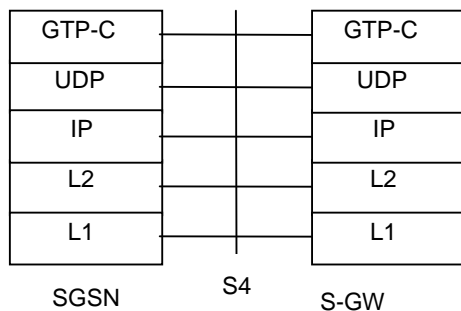 GTP-C GTP-C
UDP UDP
IP IP
L2 L2
L1 L1
SGSN S4 S-GW